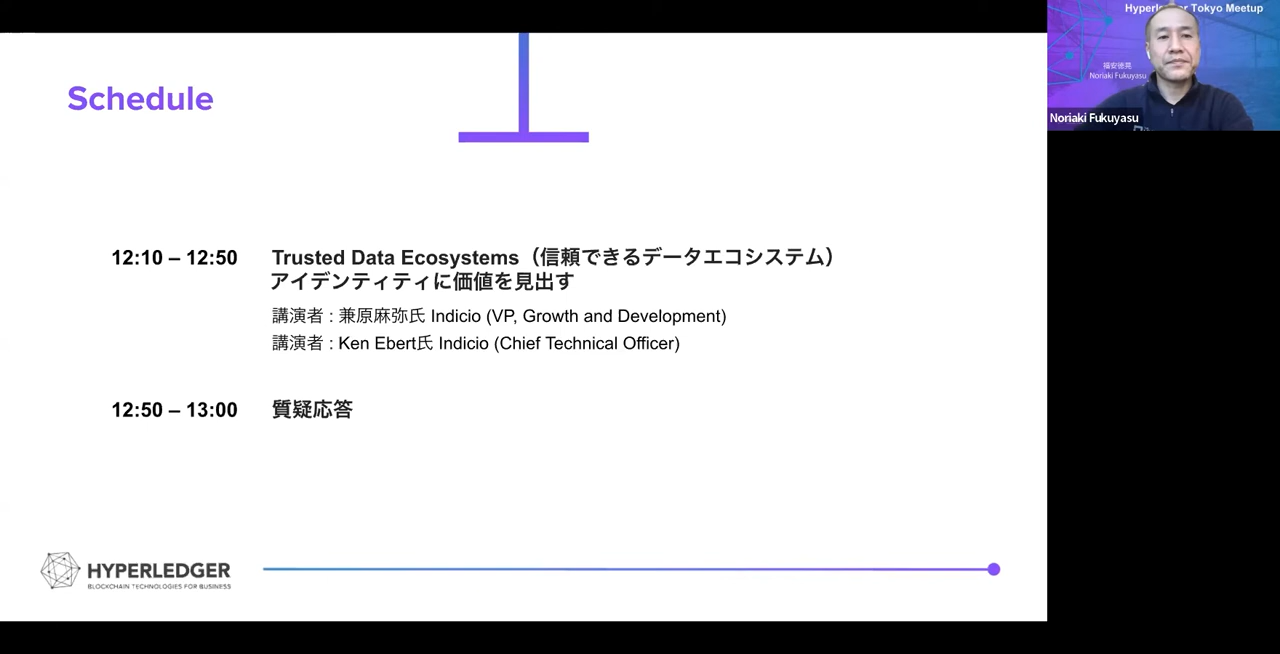 Schedule
12:10 – 12:50
Trusted Data Ecosystems（信頼できるデータエコシステム）
アイデンティティに価値を見出す
講演者 : 兼原麻弥氏 Indicio (VP, Growth and Development)
講演者 : Ken Ebert氏 Indicio (Chief Technical Officer)
12:50 – 13:00
質疑応答
HYPERLEDGER
BLOCKCHAIN TECHNOLOGIES FOR BUSINESS
Tokyo Meetup
福安徳晃
Noriaki Fukuyasu
Noriaki Fukuyasu